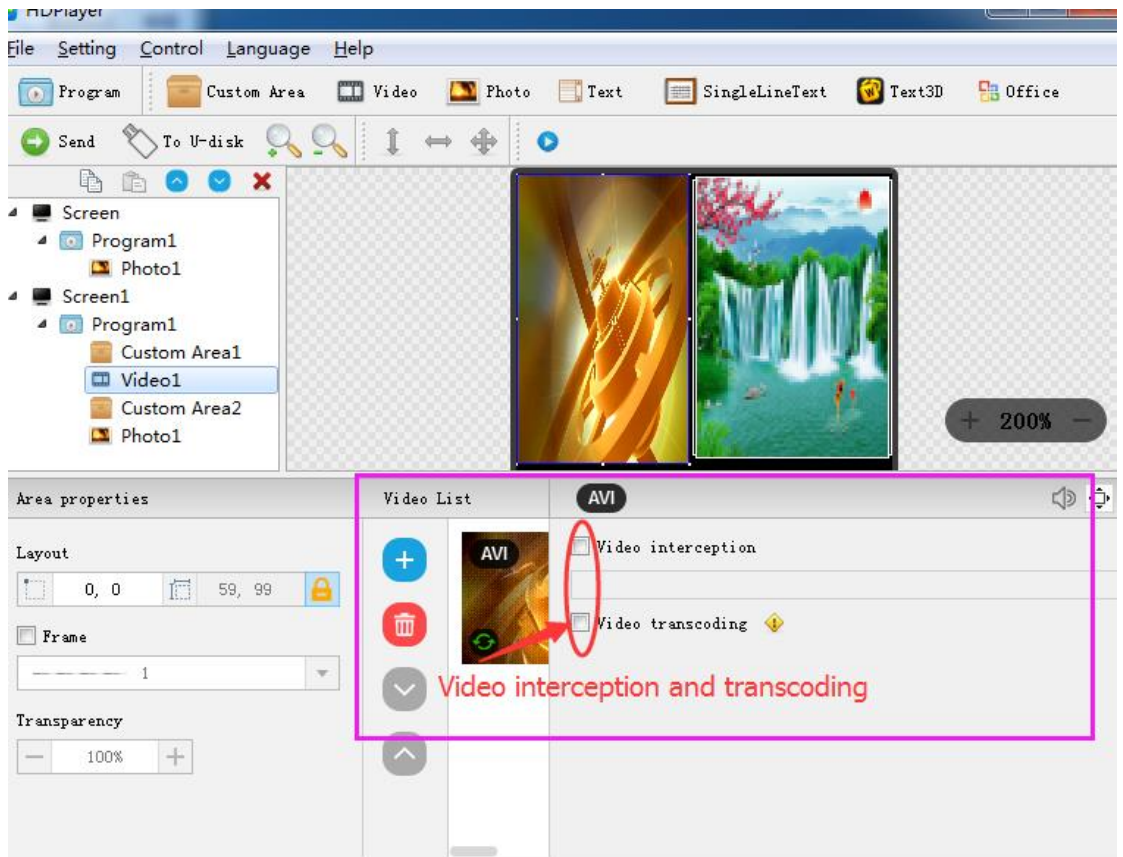 HDPlayer
File Setting Control Language Help
Program Custom Area Video Photo Text SingleLineText Text3D Office
Send To U-disk
Screen
Program1
Photo1
Screen1
Program1
Custom Area1
Video1
Custom Area2
Photo1
+ 200% −
Area properties
Layout
0, 0 59, 99
Frame
1
Transparency
100%
Video List
AVI
AVI
Video interception
Video transcoding
Video interception and transcoding